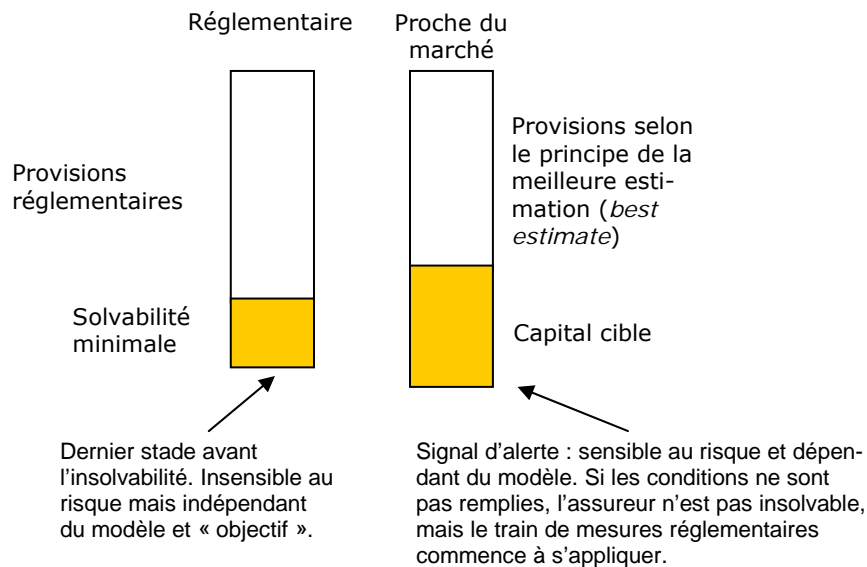 Réglementaire
Proche du
marché
Provisions
réglementaires
Provisions selon
le principe de la
meilleure esti-
mation (best
estimate)
Solvabilité
minimale
Capital cible
Dernier stade avant
l’insolvabilité. Insensible au
risque mais indépendant
du modèle et « objectif ».
Signal d’alerte : sensible au risque et dépen-
dant du modèle. Si les conditions ne sont
pas remplies, l’assureur n’est pas insolvable,
mais le train de mesures réglementaires
commence à s’appliquer.